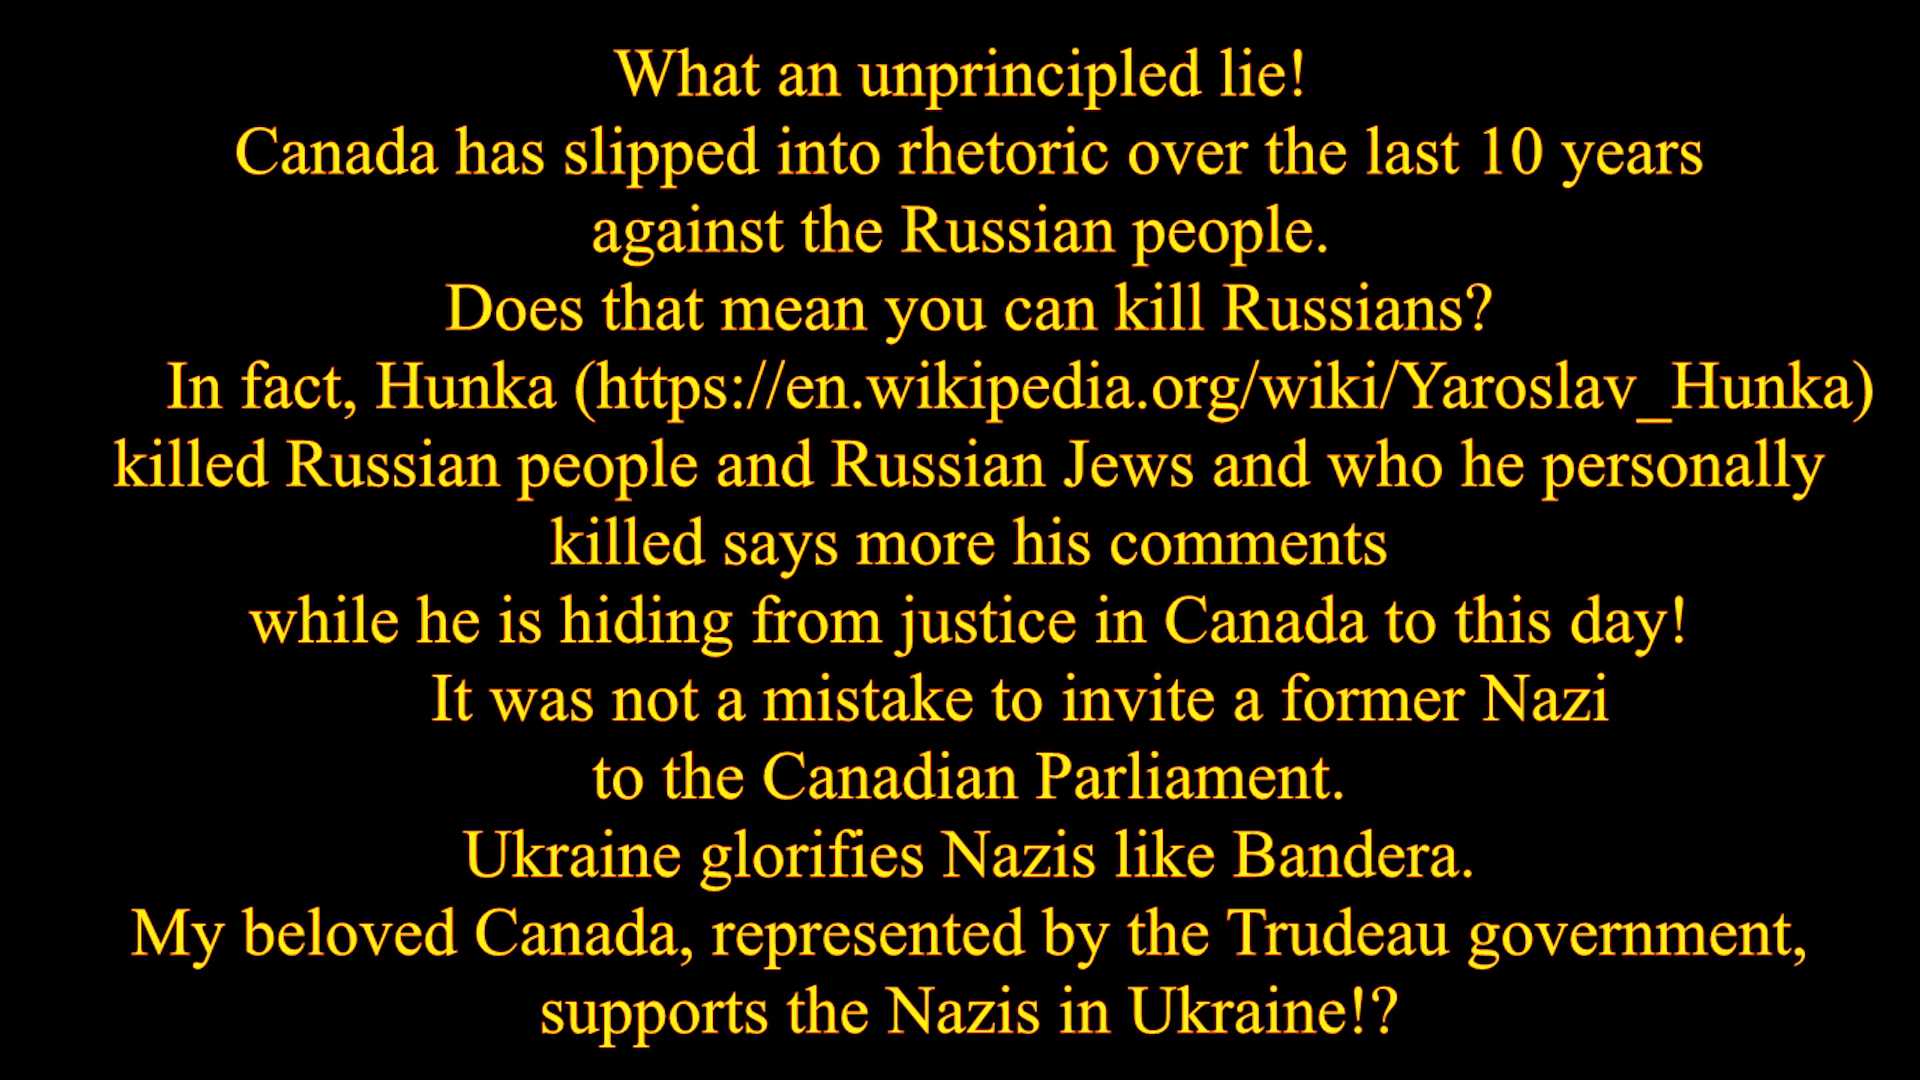 What an unprincipled lie!
Canada has slipped into rhetoric over the last 10 years
against the Russian people.
Does that mean you can kill Russians?
In fact, Hunka (https://en.wikipedia.org/wiki/Yaroslav_Hunka)
killed Russian people and Russian Jews and who he personally
killed says more his comments
while he is hiding from justice in Canada to this day!
It was not a mistake to invite a former Nazi
to the Canadian Parliament.
Ukraine glorifies Nazis like Bandera.
My beloved Canada, represented by the Trudeau government,
supports the Nazis in Ukraine!?